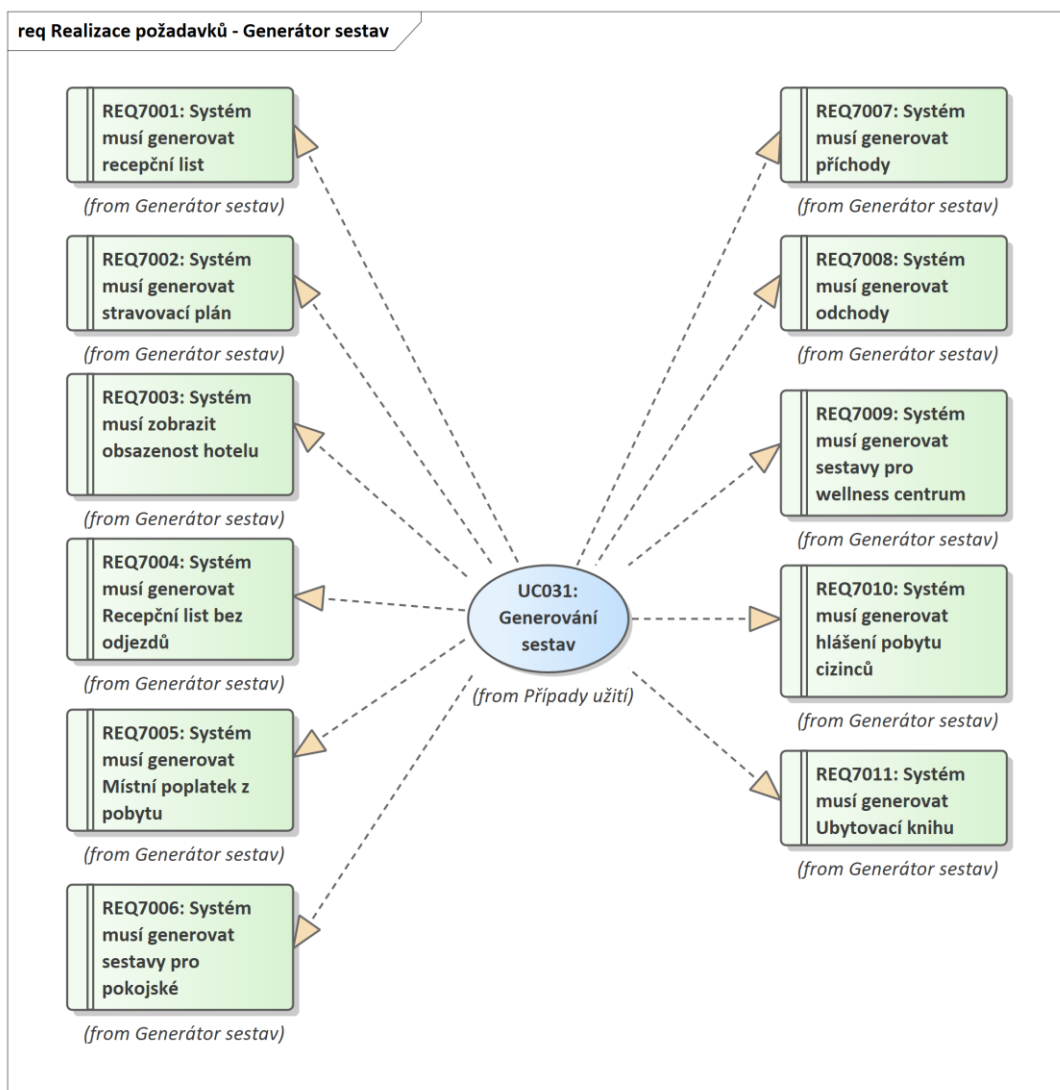 req Realizace požadavků - Generátor sestav
REQ7001: Systém
musí generovat
recepční list
(from Generátor sestav)
REQ7002: Systém
musí generovat
stravovací plán
(from Generátor sestav)
REQ7003: Systém
musí zobrazit
obsazenost hotelu
(from Generátor sestav)
REQ7004: Systém
musí generovat
Recepční list bez
odjezdů
(from Generátor sestav)
REQ7005: Systém
musí generovat
Místní poplatek z
pobytu
(from Generátor sestav)
REQ7006: Systém
musí generovat
sestavy pro
pokojské
(from Generátor sestav)
UC031:
Generování
sestav
(from Případy užití)
REQ7007: Systém
musí generovat
příchody
(from Generátor sestav)
REQ7008: Systém
musí generovat
odchody
(from Generátor sestav)
REQ7009: Systém
musí generovat
sestavy pro
wellness centrum
(from Generátor sestav)
REQ7010: Systém
musí generovat
hlášení pobytu
cizinců
(from Generátor sestav)
REQ7011: Systém
musí generovat
Ubytovací knihu
(from Generátor sestav)